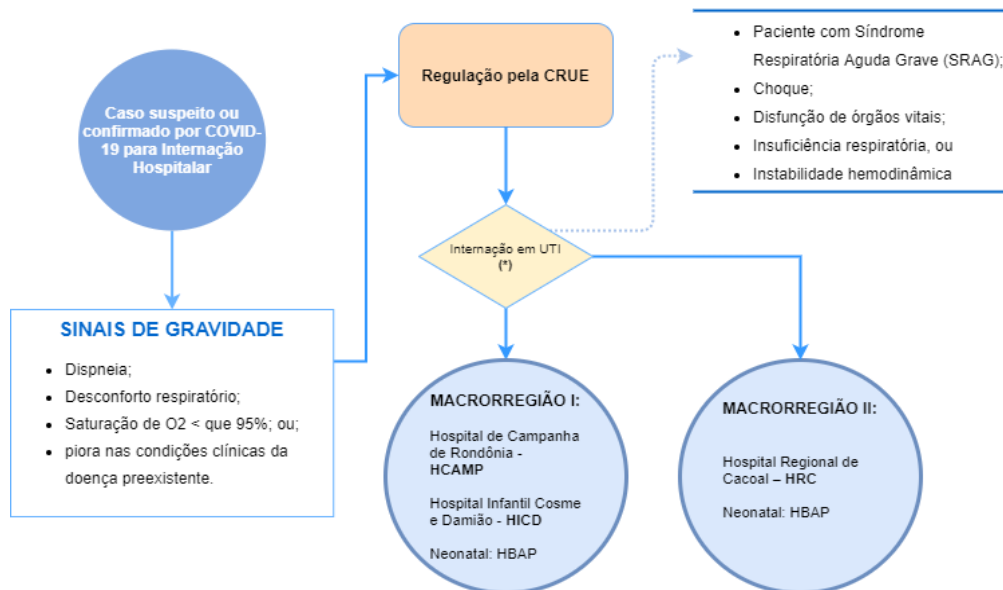 Caso suspeito ou
confirmado por COVID-
19 para Internação
Hospitalar
SINAIS DE GRAVIDADE
• Dispneia;
• Desconforto respiratório;
• Saturação de O2 < que 95%; ou;
• piora nas condições clínicas da
doença preexistente.
Regulação pela CRUE
• Paciente com Síndrome
Respiratória Aguda Grave (SRAG);
• Choque;
• Disfunção de órgãos vitais;
• Insuficiência respiratória, ou
• Instabilidade hemodinâmica
Internação em UTI
(*)
MACRORREGIÃO I:
Hospital de Campanha
de Rondônia -
HCAMP
Hospital Infantil Cosme
e Damião - HICD
Neonatal: HBAP
MACRORREGIÃO II:
Hospital Regional de
Cacoal – HRC
Neonatal: HBAP